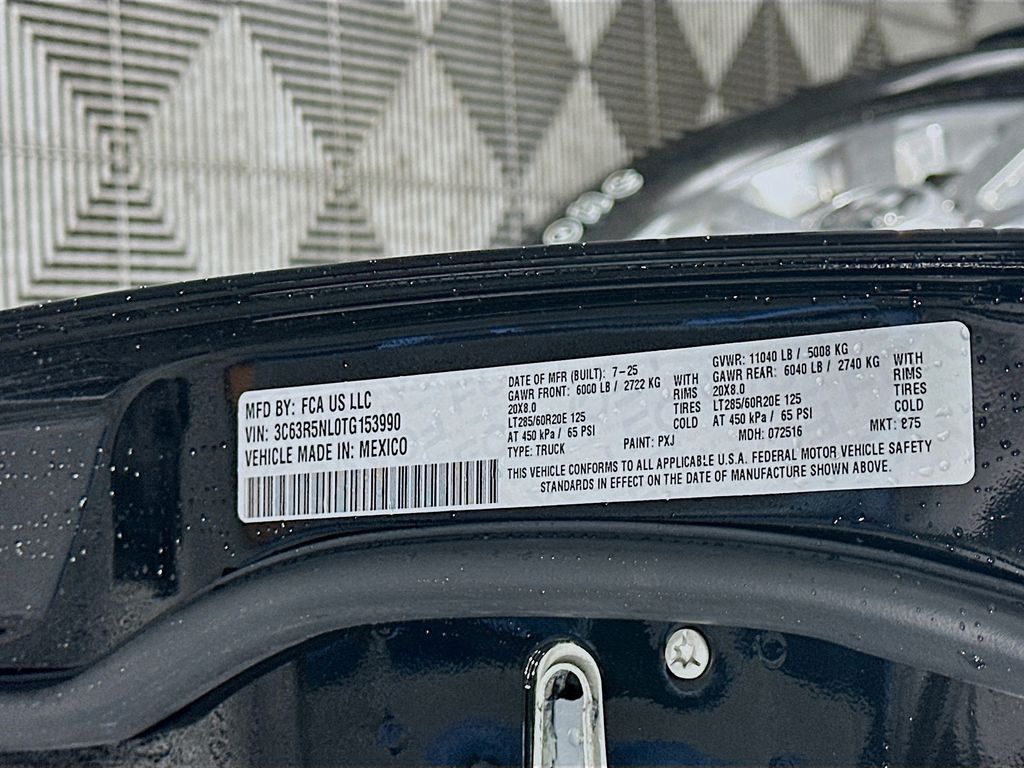 MFD BY: FCA US LLC
VIN: 3C63R5NL0TG153990
VEHICLE MADE IN: MEXICO
DATE OF MFR (BUILT): 7-25
GAWR FRONT: 6000 LB / 2722 KG WITH
20X8.0 RIMS
LT285/60R20E 125 TIRES
AT 450 kPa / 65 PSI COLD
TYPE: TRUCK PAINT: PXJ
GVWR: 11040 LB / 5008 KG
GAWR REAR: 6040 LB / 2740 KG WITH
20X8.0 RIMS
LT285/60R20E 125 TIRES
AT 450 kPa / 65 PSI COLD
MDH: 072516 MKT:
THIS VEHICLE CONFORMS TO ALL APPLICABLE U.S.A. FEDERAL MOTOR VEHICLE SAFETY
STANDARDS IN EFFECT ON THE DATE OF MANUFACTURE SHOWN ABOVE.